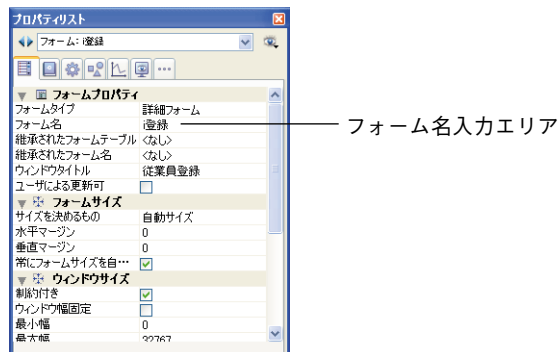 プロパティリスト
フォーム: i登録
フォームプロパティ
フォームタイプ 詳細フォーム
フォーム名 i登録
フォーム名入力エリア
継承されたフォームテーブル <なし>
継承されたフォーム名 <なし>
ウィンドウタイトル 従業員登録
ユーザによる更新可
フォームサイズ
サイズを決めるもの 自動サイズ
水平マージン 0
垂直マージン 0
常にフォームサイズを自…
ウィンドウサイズ
制約付き
ウィンドウ幅固定
最小幅 0
最大幅 32767